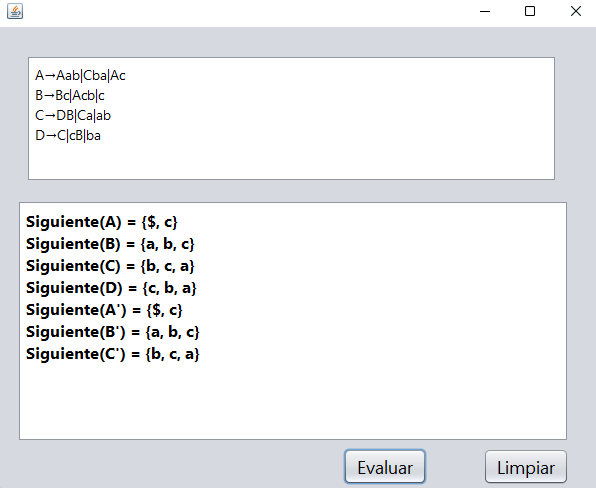 A→Aab|Cba|Ac
B→Bc|Acb|c
C→DB|Ca|ab
D→C|cB|ba
Siguiente(A) = {$, c}
Siguiente(B) = {a, b, c}
Siguiente(C) = {b, c, a}
Siguiente(D) = {c, b, a}
Siguiente(A') = {$, c}
Siguiente(B') = {a, b, c}
Siguiente(C') = {b, c, a}
Evaluar Limpiar